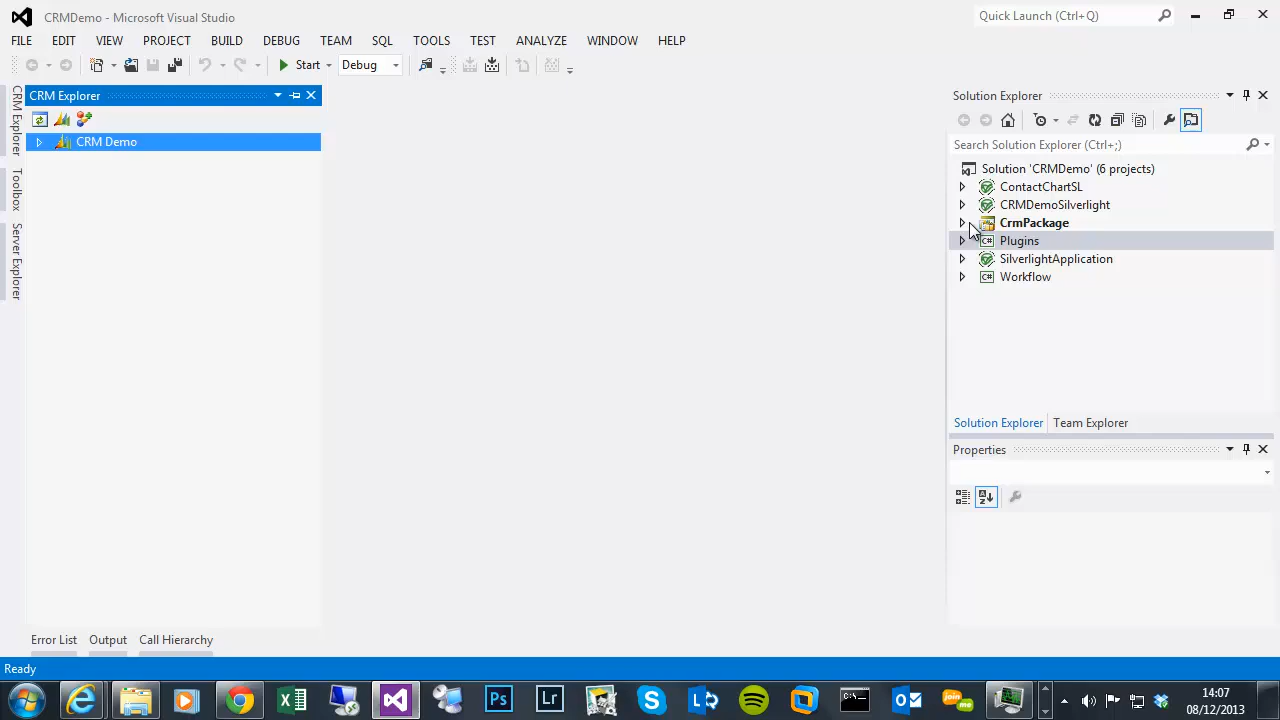 CRMDemo - Microsoft Visual Studio
Quick Launch (Ctrl+Q)
FILE EDIT VIEW PROJECT BUILD DEBUG TEAM SQL TOOLS TEST ANALYZE WINDOW HELP
Start Debug
CRM Explorer
Toolbox
Server Explorer
CRM Explorer
CRM Demo
Solution Explorer
Search Solution Explorer (Ctrl+;)
Solution 'CRMDemo' (6 projects)
ContactChartSL
CRMDemoSilverlight
CrmPackage
C# Plugins
SilverlightApplication
C# Workflow
Solution Explorer Team Explorer
Properties
Error List Output Call Hierarchy
Ready
Ps
Lr
14:07
08/12/2013